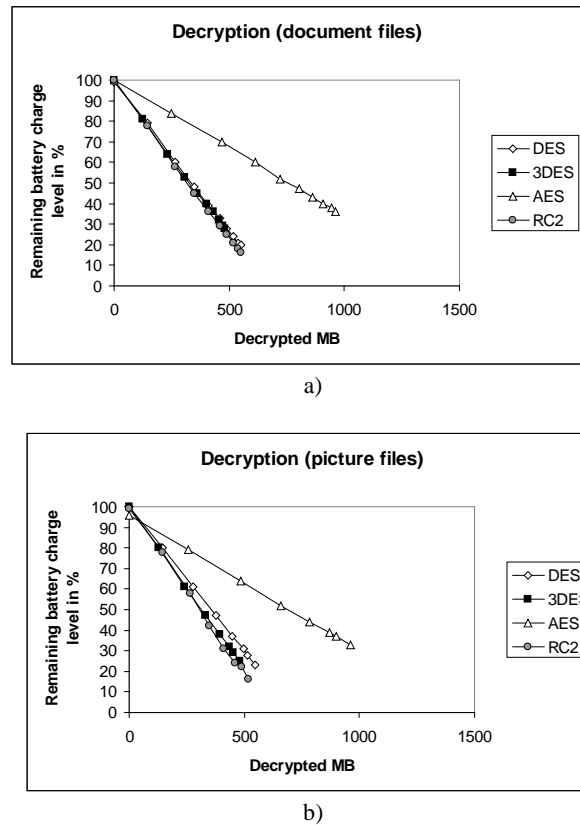 Decryption (document files)
Remaining battery charge
level in %
100
90
80
70
60
50
40
30
20
10
0
0 500 1000 1500
Decrypted MB
DES
3DES
AES
RC2
a)
Decryption (picture files)
Remaining battery charge
level in %
100
90
80
70
60
50
40
30
20
10
0
0 500 1000 1500
Decrypted MB
DES
3DES
AES
RC2
b)